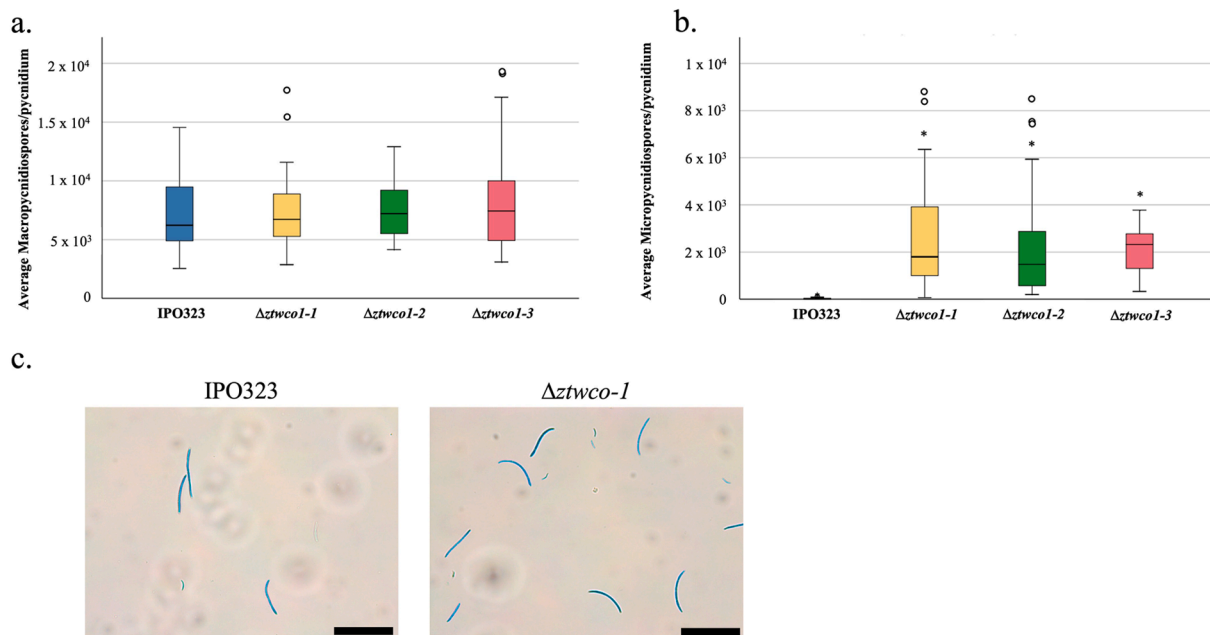 a.
Average Macropycnidiospores/pycnidium
2 x 10⁴
1.5 x 10⁴
1 x 10⁴
5 x 10³
0
IPO323 Δztwco1-1 Δztwco1-2 Δztwco1-3
b.
Average Micropycnidiospores/pycnidium
1 x 10⁴
8 x 10³
6 x 10³
4 x 10³
2 x 10³
0
*
*
*
*
IPO323 Δztwco1-1 Δztwco1-2 Δztwco1-3
c.
IPO323 Δztwco-1